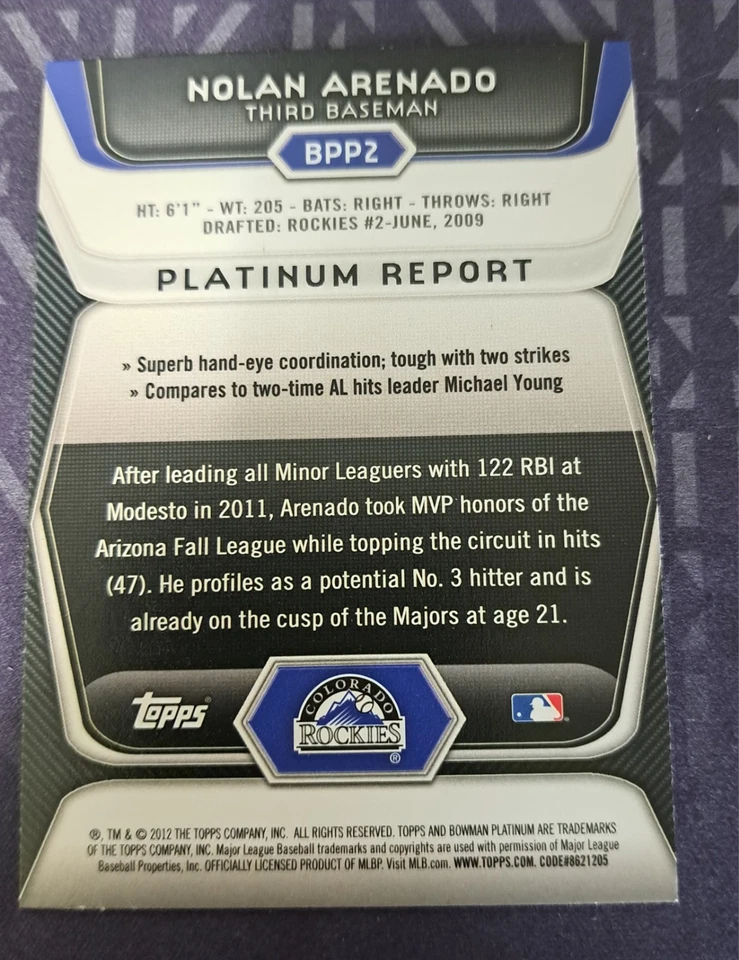 NOLAN ARENADO
THIRD BASEMAN
BPP2
HT: 6'1" - WT: 205 - BATS: RIGHT - THROWS: RIGHT
DRAFTED: ROCKIES #2-JUNE, 2009
PLATINUM REPORT
» Superb hand-eye coordination; tough with two strikes
» Compares to two-time AL hits leader Michael Young
After leading all Minor Leaguers with 122 RBI at
Modesto in 2011, Arenado took MVP honors of the
Arizona Fall League while topping the circuit in hits
(47). He profiles as a potential No. 3 hitter and is
already on the cusp of the Majors at age 21.
Topps®
COLORADO
ROCKIES
®
®, TM & © 2012 THE TOPPS COMPANY, INC. ALL RIGHTS RESERVED. TOPPS AND BOWMAN PLATINUM ARE TRADEMARKS
OF THE TOPPS COMPANY, INC. Major League Baseball trademarks and copyrights are used with permission of Major League
Baseball Properties, Inc. OFFICIALLY LICENSED PRODUCT OF MLBP. Visit MLB.com. WWW.TOPPS.COM. CODE#8621205